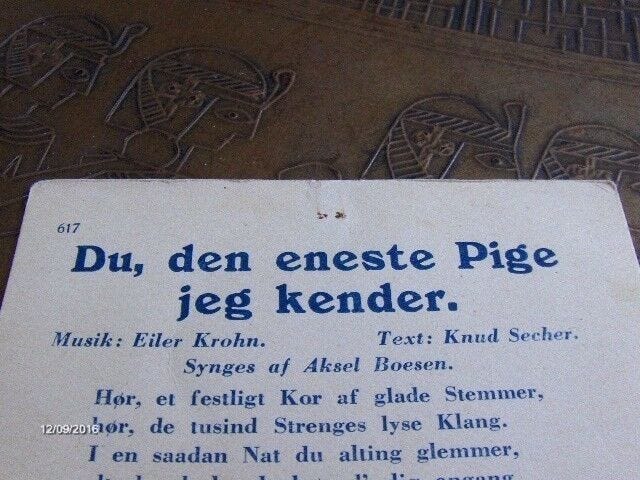 617
Du, den eneste Pige
jeg kender.
Musik: Eiler Krohn. Text: Knud Secher.
Synges af Aksel Boesen.
Hør, et festligt Kor af glade Stemmer,
hør, de tusind Strenges lyse Klang.
I en saadan Nat du alting glemmer,
12/09/2016